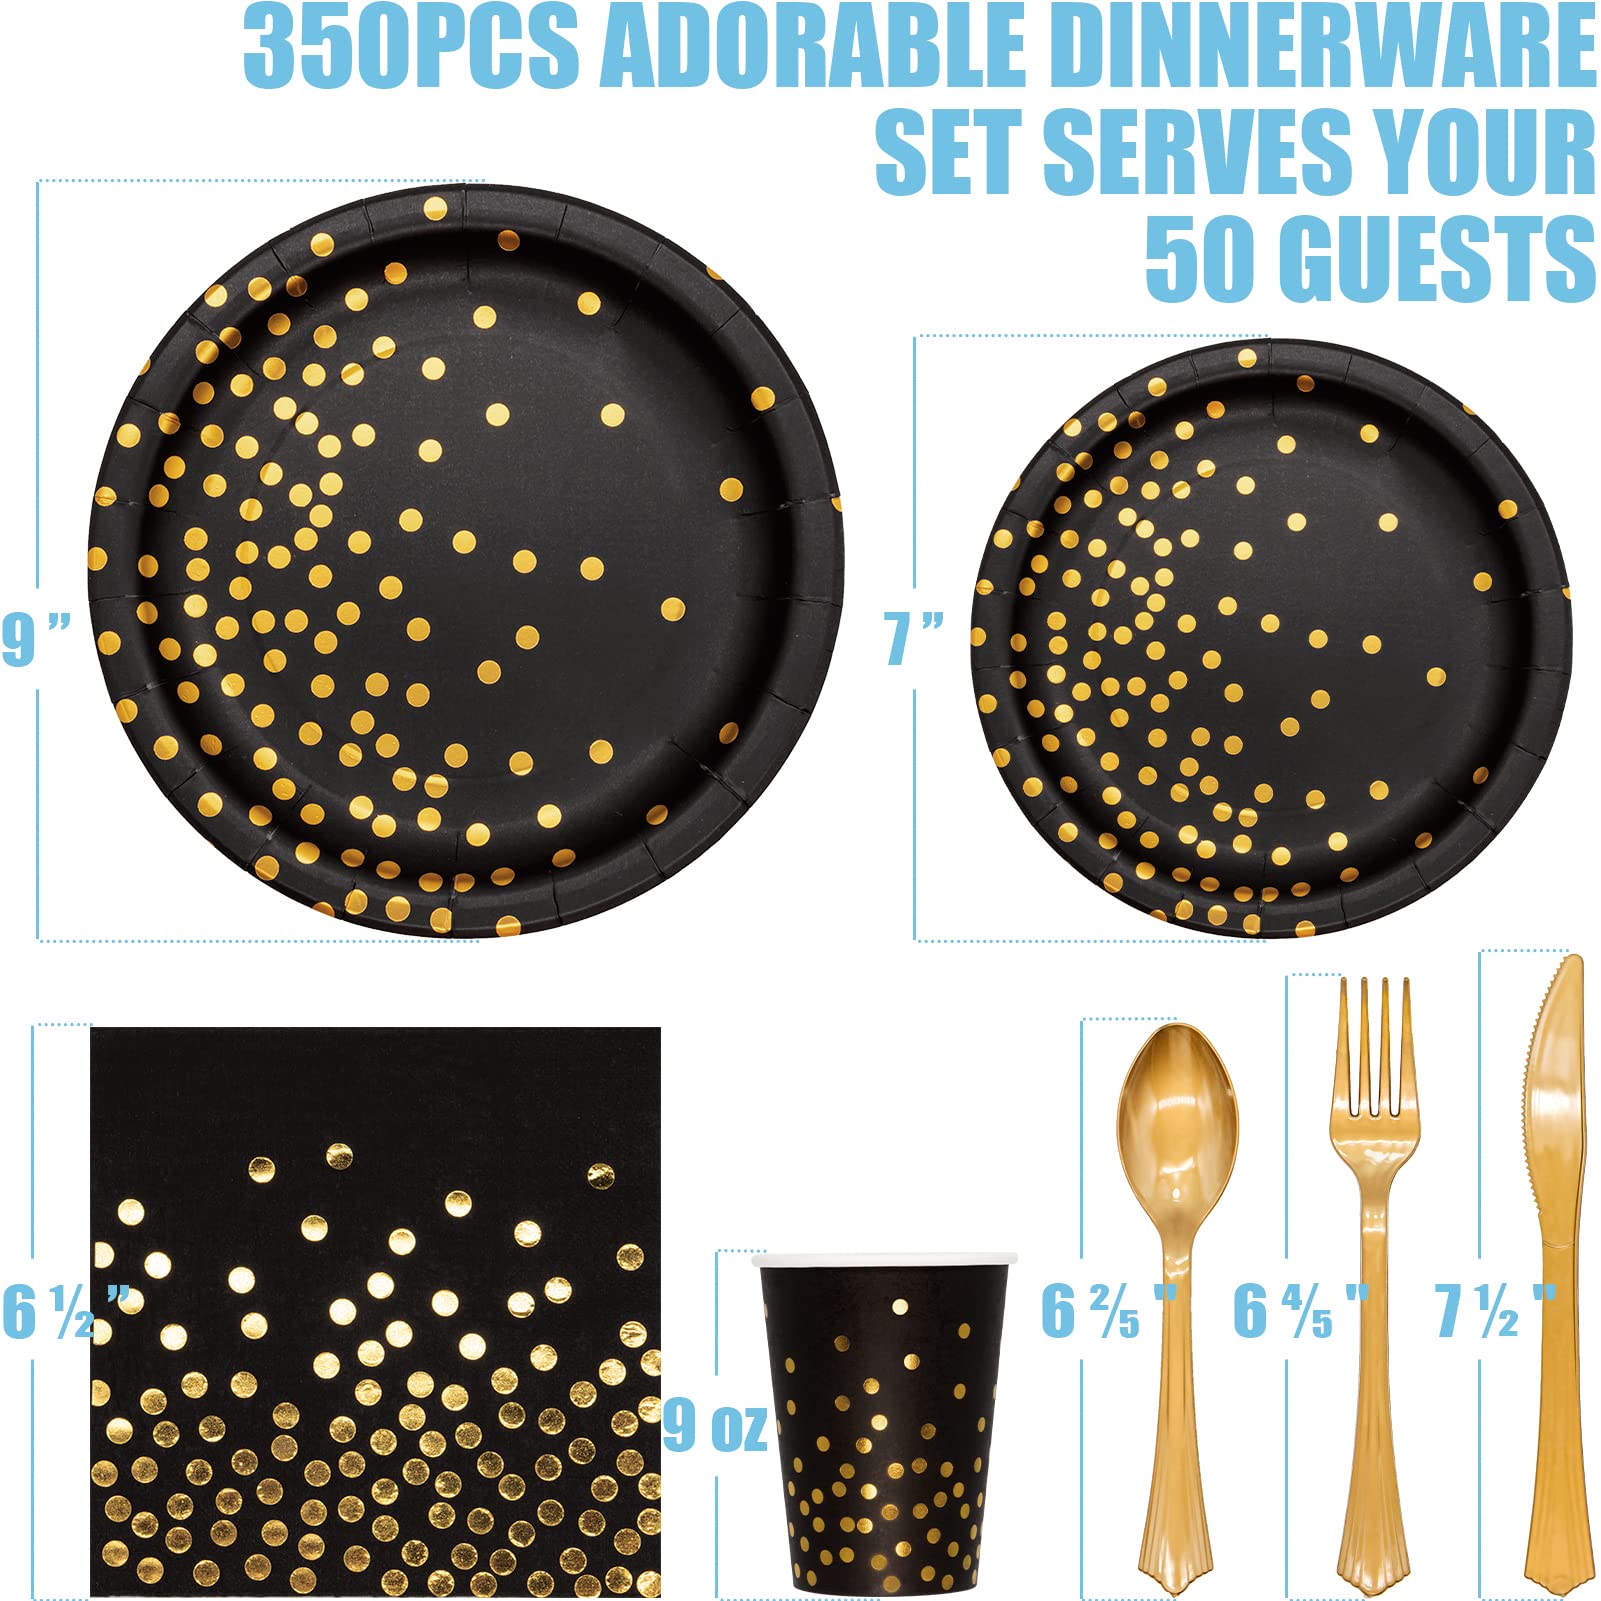 350PCS ADORABLE DINNERWARE
SET SERVES YOUR
50 GUESTS
9 ”
7 ”
6 ½ ”
9 OZ
6 ⅖ "
6 ⅘ "
7 ½ "